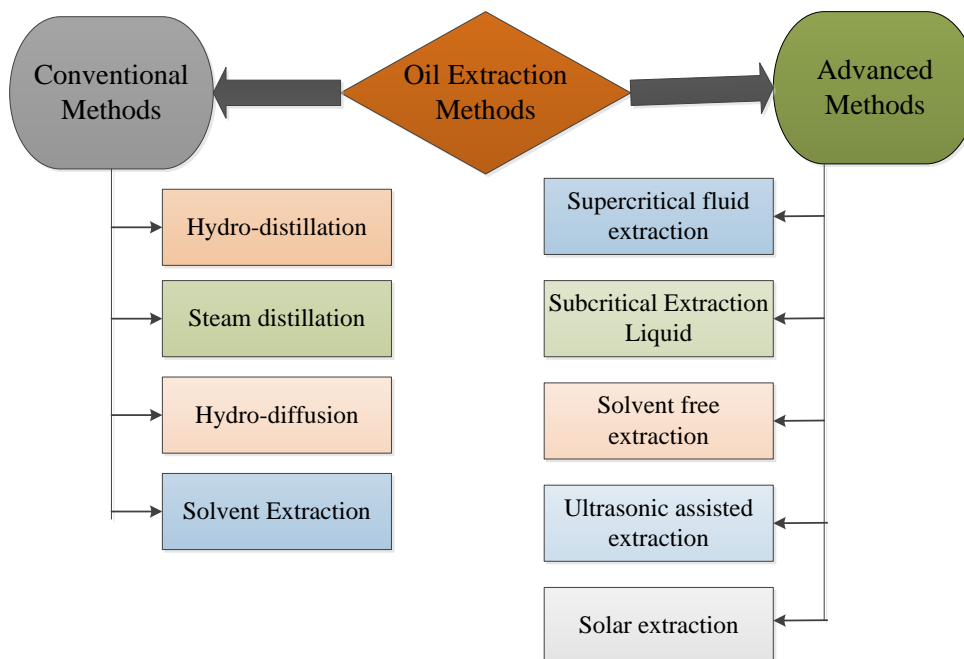 Conventional
Methods
Oil Extraction
Methods
Advanced
Methods
Hydro-distillation
Steam distillation
Hydro-diffusion
Solvent Extraction
Supercritical fluid
extraction
Subcritical Extraction
Liquid
Solvent free
extraction
Ultrasonic assisted
extraction
Solar extraction